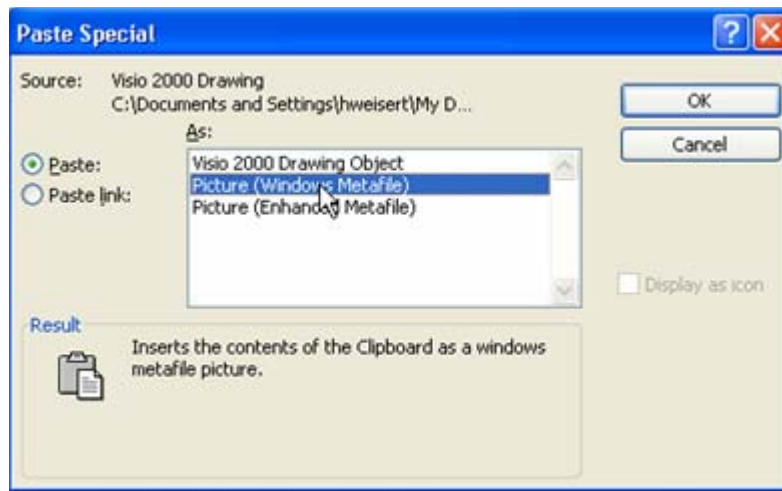 Paste Special
Source: Visio 2000 Drawing
C:\Documents and Settings\hweisert\My D...
As:
Paste:
Paste link:
Visio 2000 Drawing Object
Picture (Windows Metafile)
Picture (Enhanced Metafile)
OK
Cancel
Display as icon
Result
Inserts the contents of the Clipboard as a windows
metafile picture.